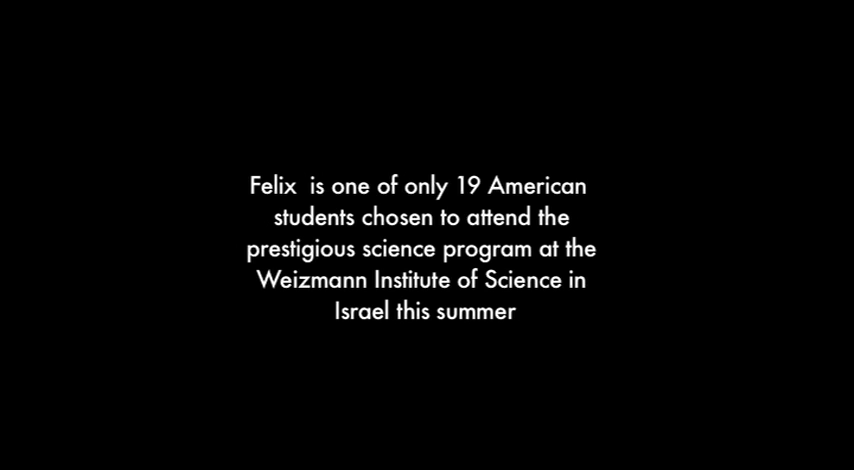 Felix  is one of only 19 American
students chosen to attend the
prestigious science program at the
Weizmann Institute of Science in
Israel this summer